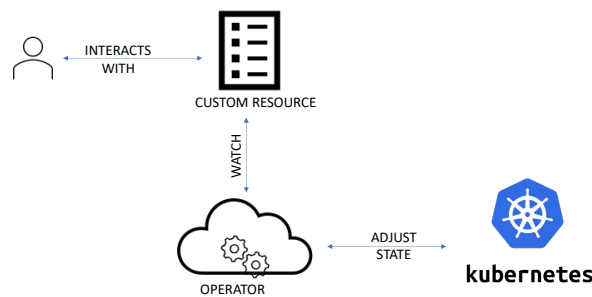 INTERACTS
WITH
CUSTOM RESOURCE
WATCH
ADJUST
STATE
OPERATOR
kubernetes